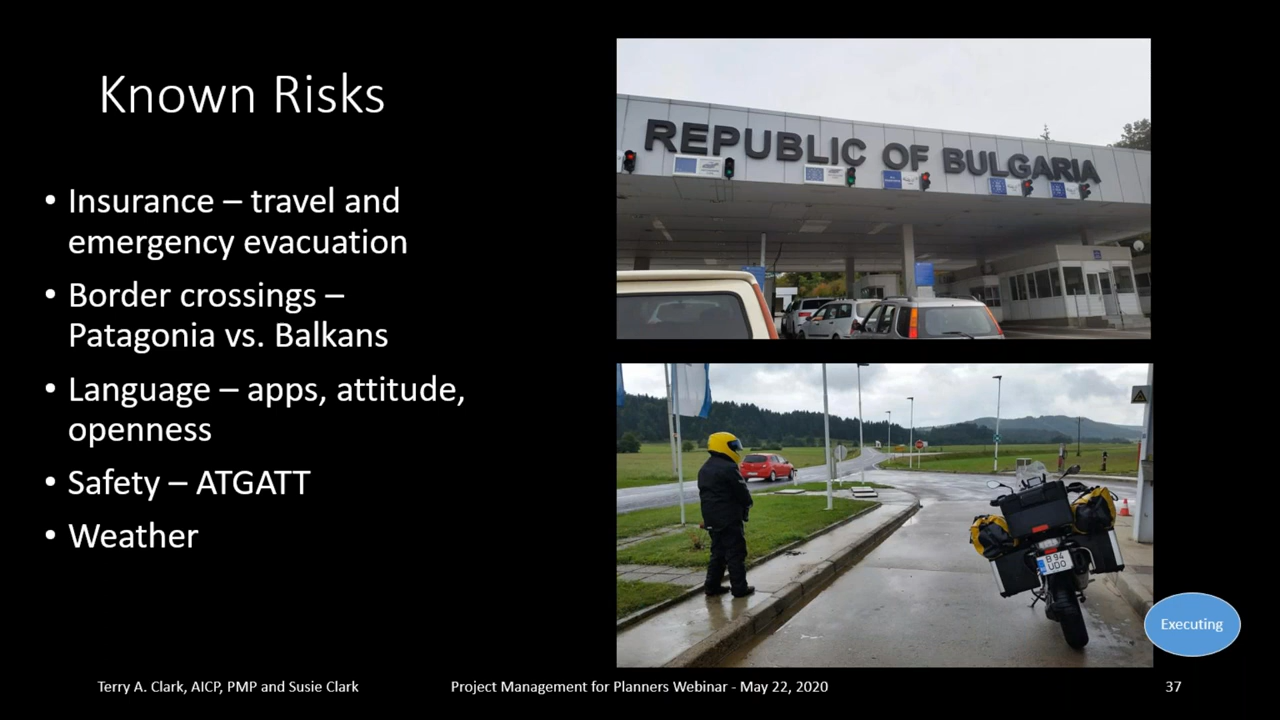 Known Risks
• Insurance – travel and
emergency evacuation
• Border crossings –
Patagonia vs. Balkans
• Language – apps, attitude,
openness
• Safety – ATGATT
• Weather
REPUBLIC OF BULGARIA
B 94
UDO
Executing
Terry A. Clark, AICP, PMP and Susie Clark
Project Management for Planners Webinar - May 22, 2020
37